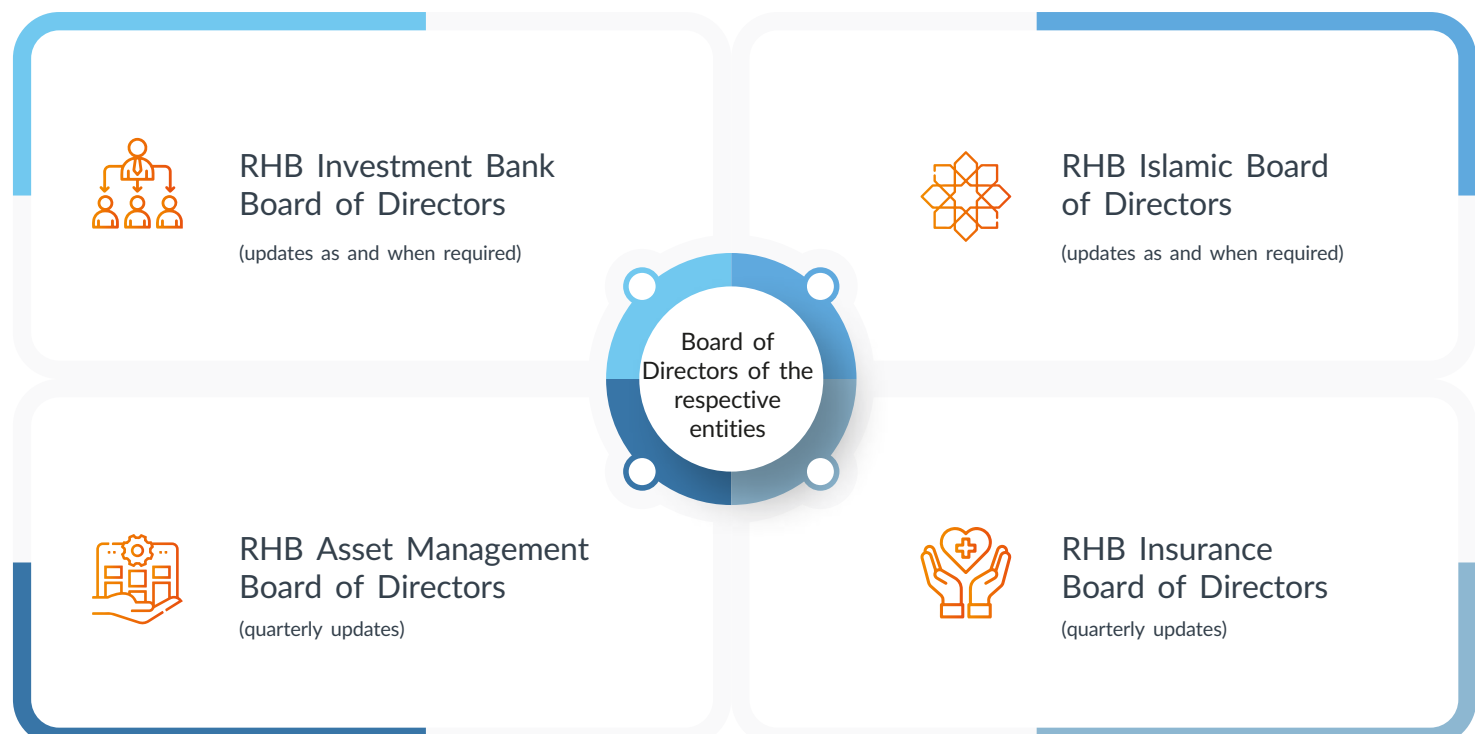 RHB Investment Bank
Board of Directors
(updates as and when required)
RHB Islamic Board
of Directors
(updates as and when required)
Board of
Directors of the
respective
entities
RHB Asset Management
Board of Directors
(quarterly updates)
RHB Insurance
Board of Directors
(quarterly updates)